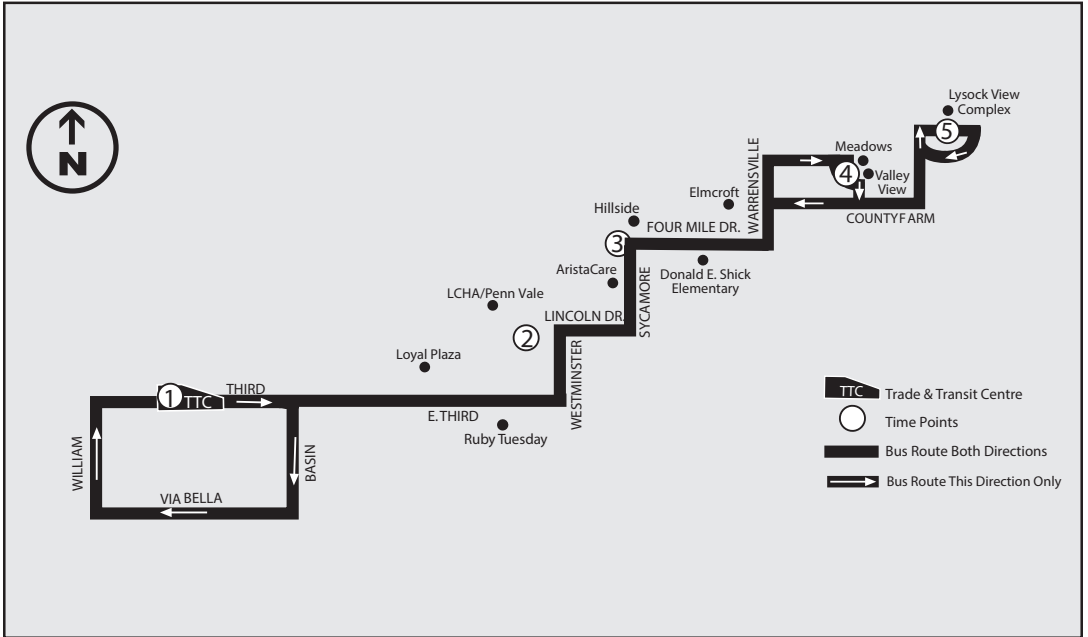 Lysock View
Complex
5
N
Meadows
4
Valley
View
WARRENSVILLE
Elmcroft
COUNTYFARM
Hillside
FOUR MILE DR.
3
AristaCare
SYCAMORE
Donald E. Shick
Elementary
LCHA/Penn Vale
LINCOLN DR.
2
WESTMINSTER
Loyal Plaza
1
TTC
THIRD
E. THIRD
Ruby Tuesday
WILLIAM
BASIN
VIA BELLA
TTC
Trade & Transit Centre
Time Points
Bus Route Both Directions
Bus Route This Direction Only